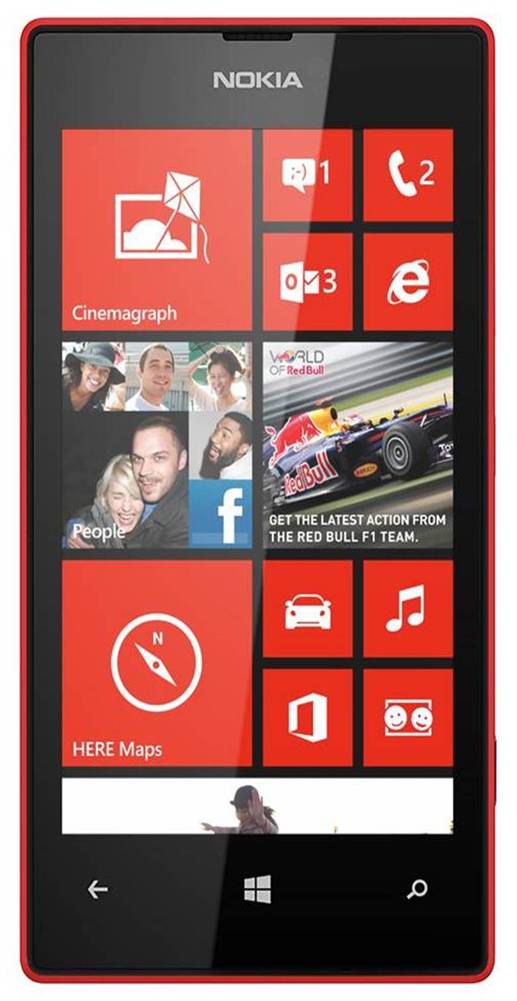 NOKIA
1
2
Cinemagraph
3
WORLD
OF Red Bull
Red Bull
GET THE LATEST ACTION FROM
THE RED BULL F1 TEAM.
People
f
N
HERE Maps